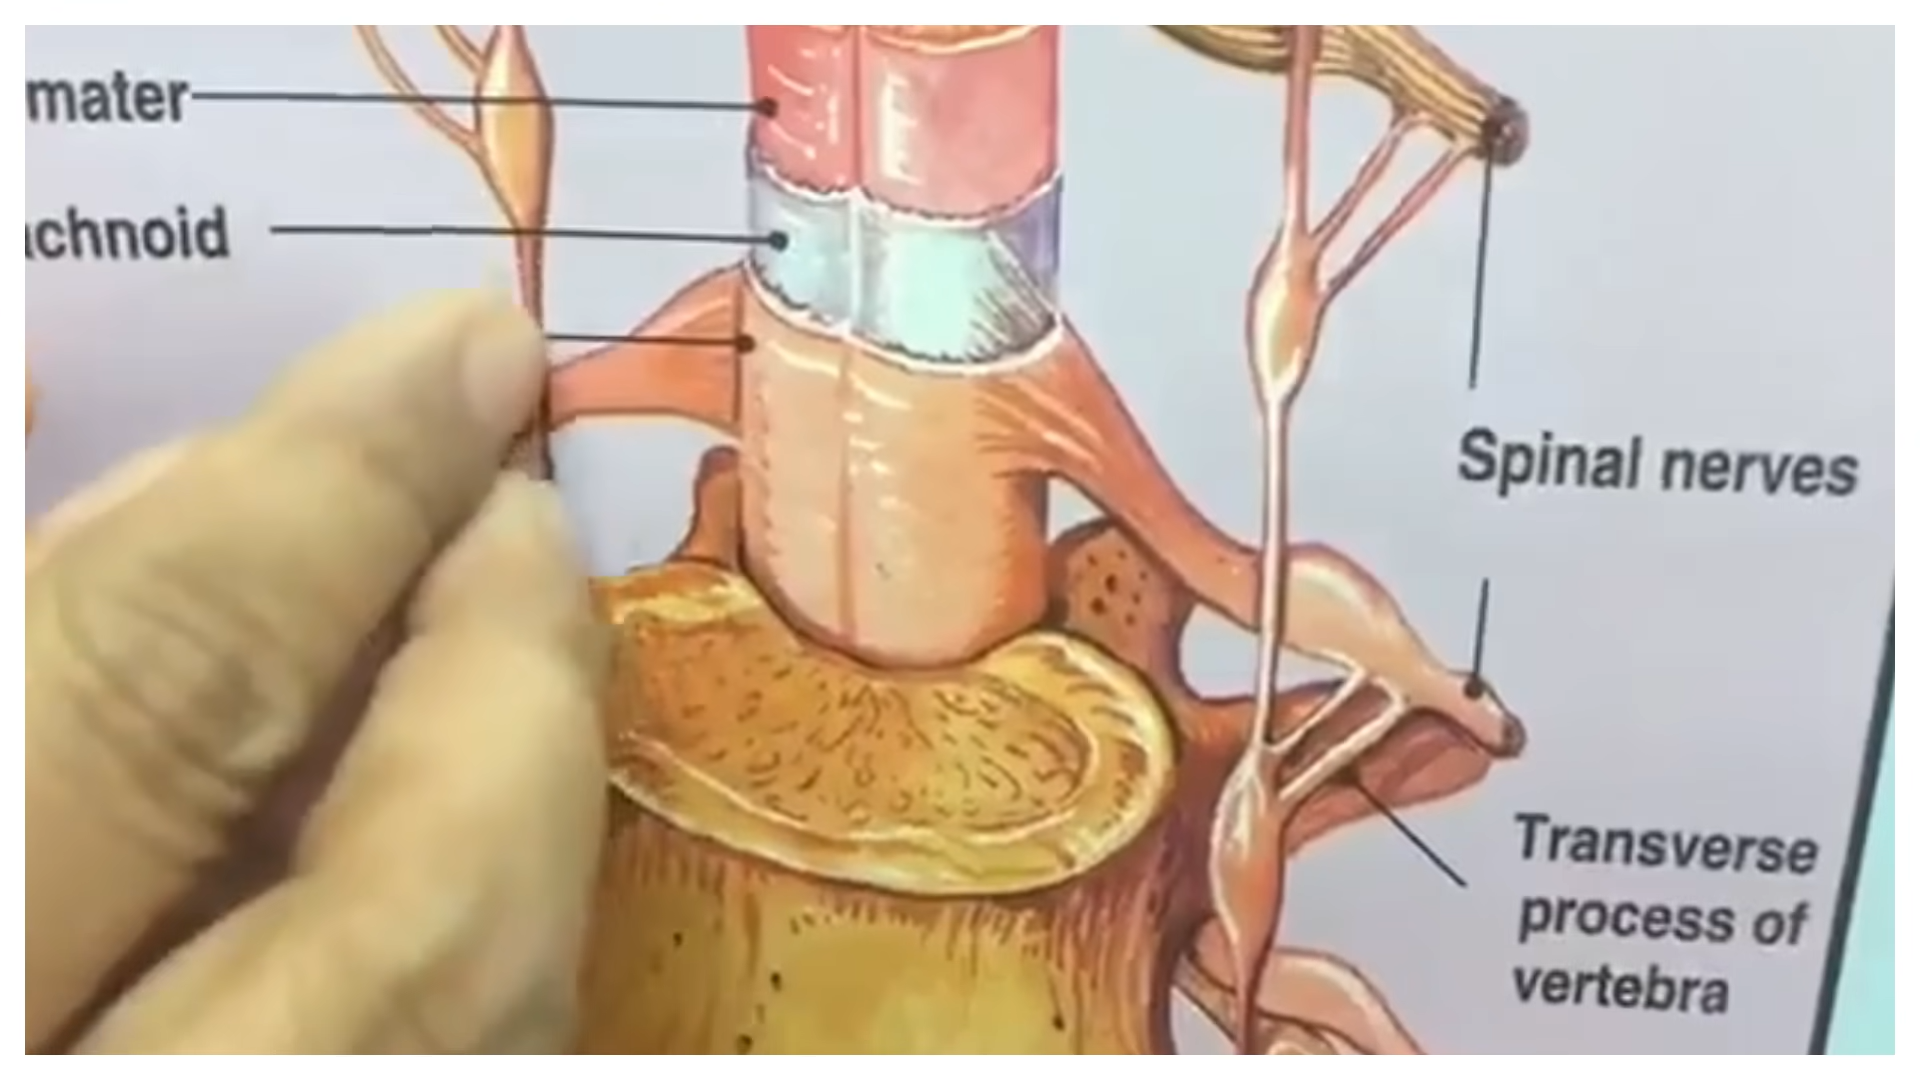 mater
achnoid
Spinal nerves
Transverse
process of
vertebra